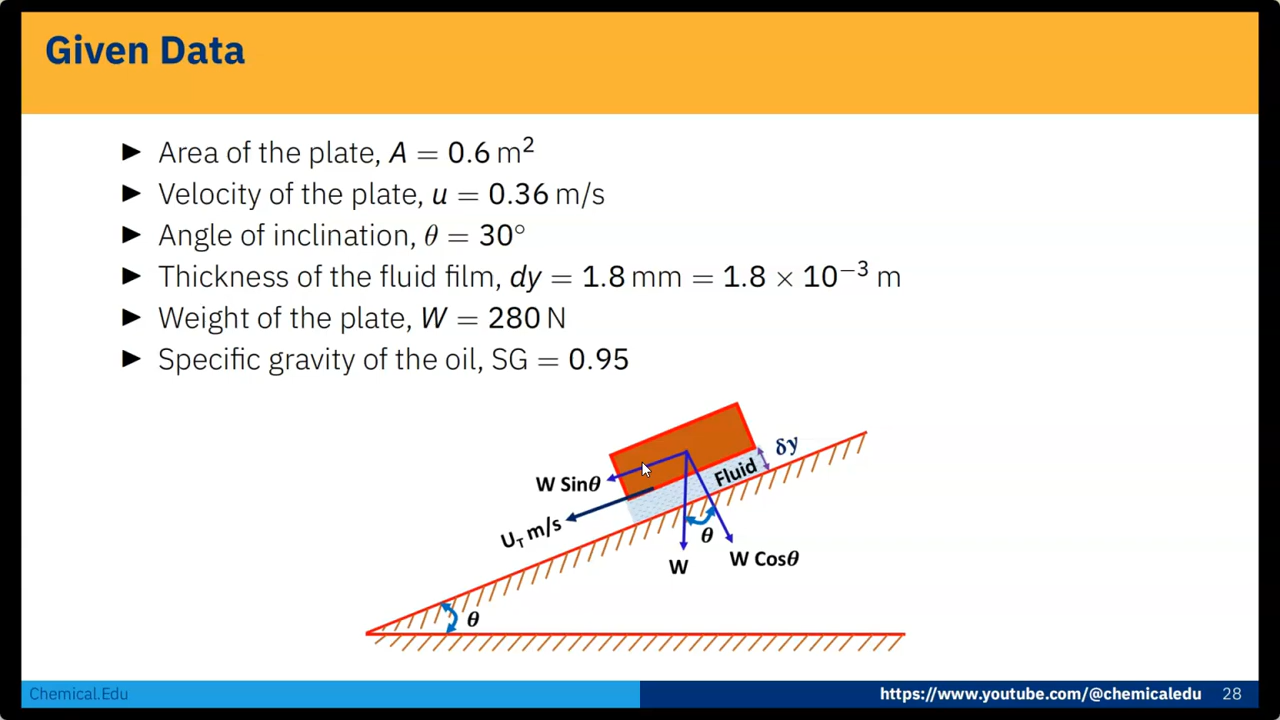 Given Data
► Area of the plate, A = 0.6 m²
► Velocity of the plate, u = 0.36 m/s
► Angle of inclination, θ = 30°
► Thickness of the fluid film, dy = 1.8 mm = 1.8 × 10⁻³ m
► Weight of the plate, W = 280 N
► Specific gravity of the oil, SG = 0.95
δy
Fluid
W Sinθ
U_T m/s
θ
W
W Cosθ
θ
Chemical.Edu
https://www.youtube.com/@chemicaledu 28